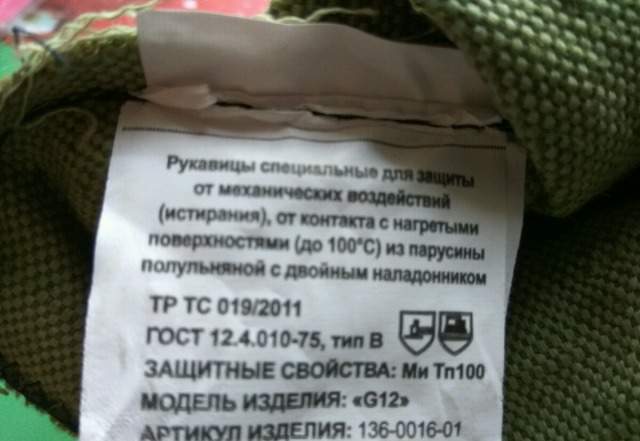 Рукавицы специальные для защиты
от механических воздействий
(истирания), от контакта с нагретыми
поверхностями (до 100°С) из парусины
полульняной с двойным наладонником
ТР ТС 019/2011
ГОСТ 12.4.010-75, тип В
ЗАЩИТНЫЕ СВОЙСТВА: Ми Тп100
МОДЕЛЬ ИЗДЕЛИЯ: «G12»
АРТИКУЛ ИЗДЕЛИЯ: 136-0016-01